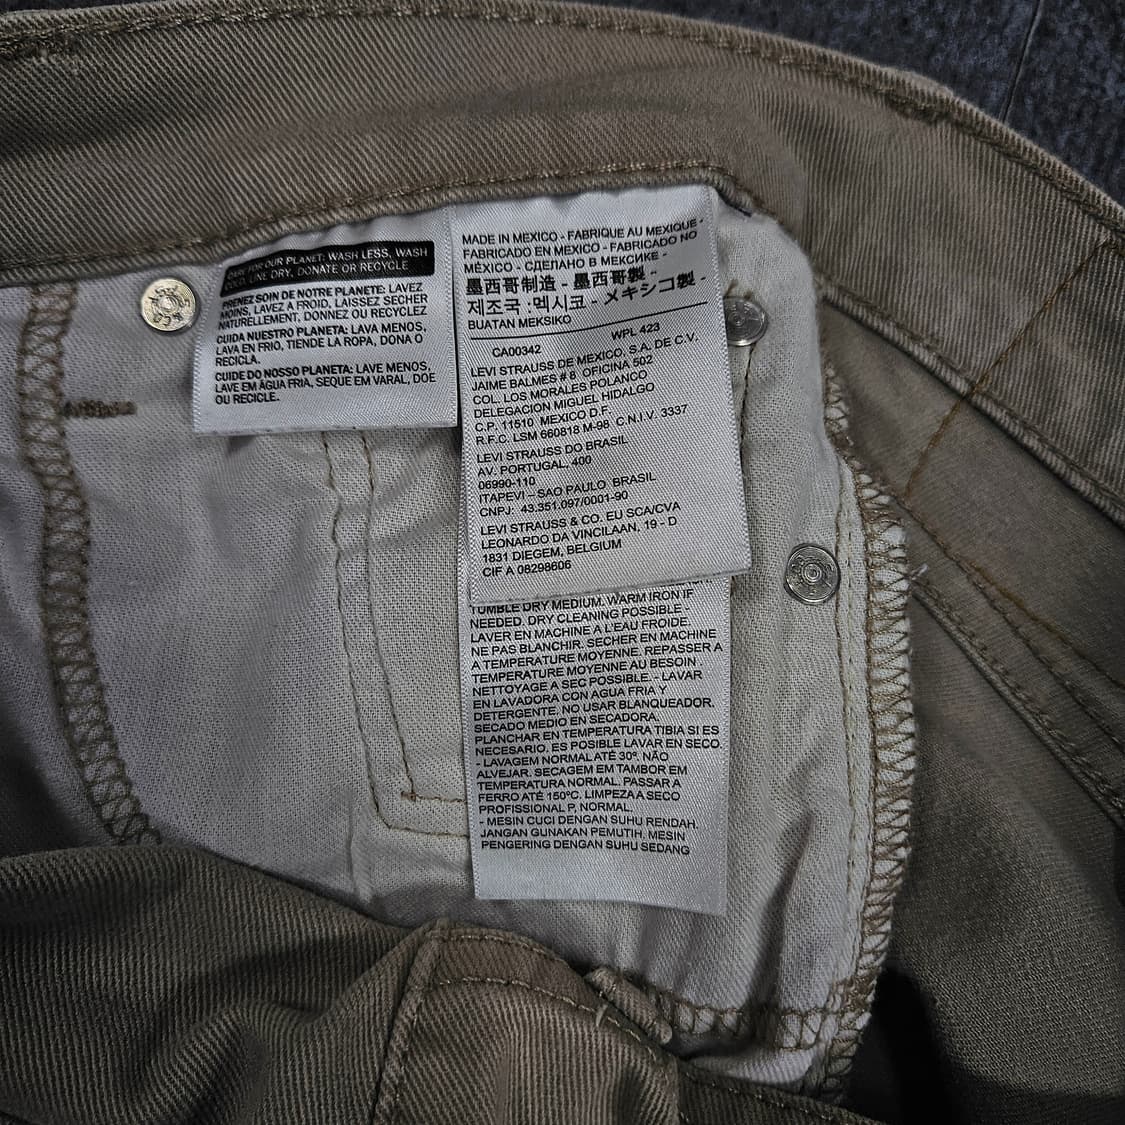 CARE FOR OUR PLANET: WASH LESS, WASH
COLD, LINE DRY, DONATE OR RECYCLE
PRENEZ SOIN DE NOTRE PLANETE: LAVEZ
MOINS, LAVEZ A FROID, LAISSEZ SECHER
NATURELLEMENT, DONNEZ OU RECYCLEZ
CUIDA NUESTRO PLANETA: LAVA MENOS,
LAVA EN FRIO, TIENDE LA ROPA, DONA O
RECICLA.
CUIDE DO NOSSO PLANETA: LAVE MENOS,
LAVE EM ÁGUA FRIA, SEQUE EM VARAL, DOE
OU RECICLE.
MADE IN MEXICO - FABRIQUE AU MEXIQUE -
FABRICADO EN MEXICO - FABRICADO NO
MÉXICO - СДЕЛАНО В МЕКСИКЕ -
墨西哥制造 - 墨西哥製 -
제조국 : 멕시코 - メキシコ製 -
BUATAN MEKSIKO
CA00342 WPL 423
LEVI STRAUSS DE MEXICO, S.A. DE C.V.
JAIME BALMES # 8 OFICINA 502
COL. LOS MORALES POLANCO
DELEGACION MIGUEL HIDALGO
C.P. 11510 MEXICO D.F.
R.F.C. LSM 660818 M-98 C.N.I.V. 3337
LEVI STRAUSS DO BRASIL
AV. PORTUGAL, 400
06990-110
ITAPEVI – SAO PAULO BRASIL
CNPJ: 43.351.097/0001-90
LEVI STRAUSS & CO. EU SCA/CVA
LEONARDO DA VINCILAAN, 19 - D
1831 DIEGEM, BELGIUM
CIF A 08298606
TUMBLE DRY MEDIUM. WARM IRON IF
NEEDED. DRY CLEANING POSSIBLE -
LAVER EN MACHINE A L'EAU FROIDE.
NE PAS BLANCHIR. SECHER EN MACHINE
A TEMPERATURE MOYENNE. REPASSER A
TEMPERATURE MOYENNE AU BESOIN
NETTOYAGE A SEC POSSIBLE. - LAVAR
EN LAVADORA CON AGUA FRIA Y
DETERGENTE. NO USAR BLANQUEADOR.
SECADO MEDIO EN SECADORA.
PLANCHAR EN TEMPERATURA TIBIA SI ES
NECESARIO. ES POSIBLE LAVAR EN SECO.
- LAVAGEM NORMAL ATÉ 30º. NÃO
ALVEJAR. SECAGEM EM TAMBOR EM
TEMPERATURA NORMAL. PASSAR A
FERRO ATÉ 150ºC. LIMPEZA A SECO
PROFISSIONAL P, NORMAL.
- MESIN CUCI DENGAN SUHU RENDAH.
JANGAN GUNAKAN PEMUTIH. MESIN
PENGERING DENGAN SUHU SEDANG